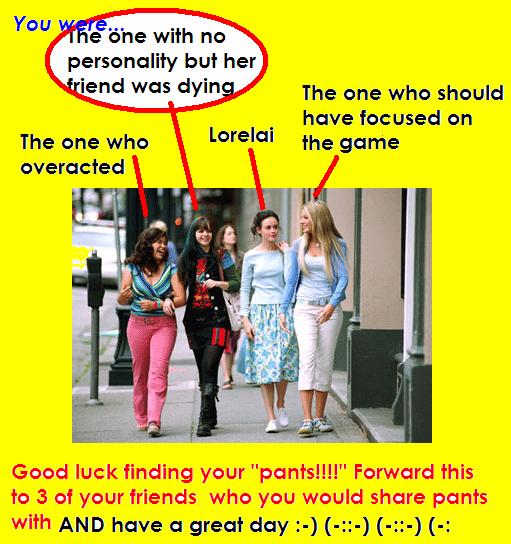 You were...
The one with no
personality but her
friend was dying
The one who should
have focused on
the game
Lorelai
The one who
overacted
Good luck finding your "pants!!!!" Forward this
to 3 of your friends who you would share pants
with AND have a great day :-) (-::-) (-::-) (-: